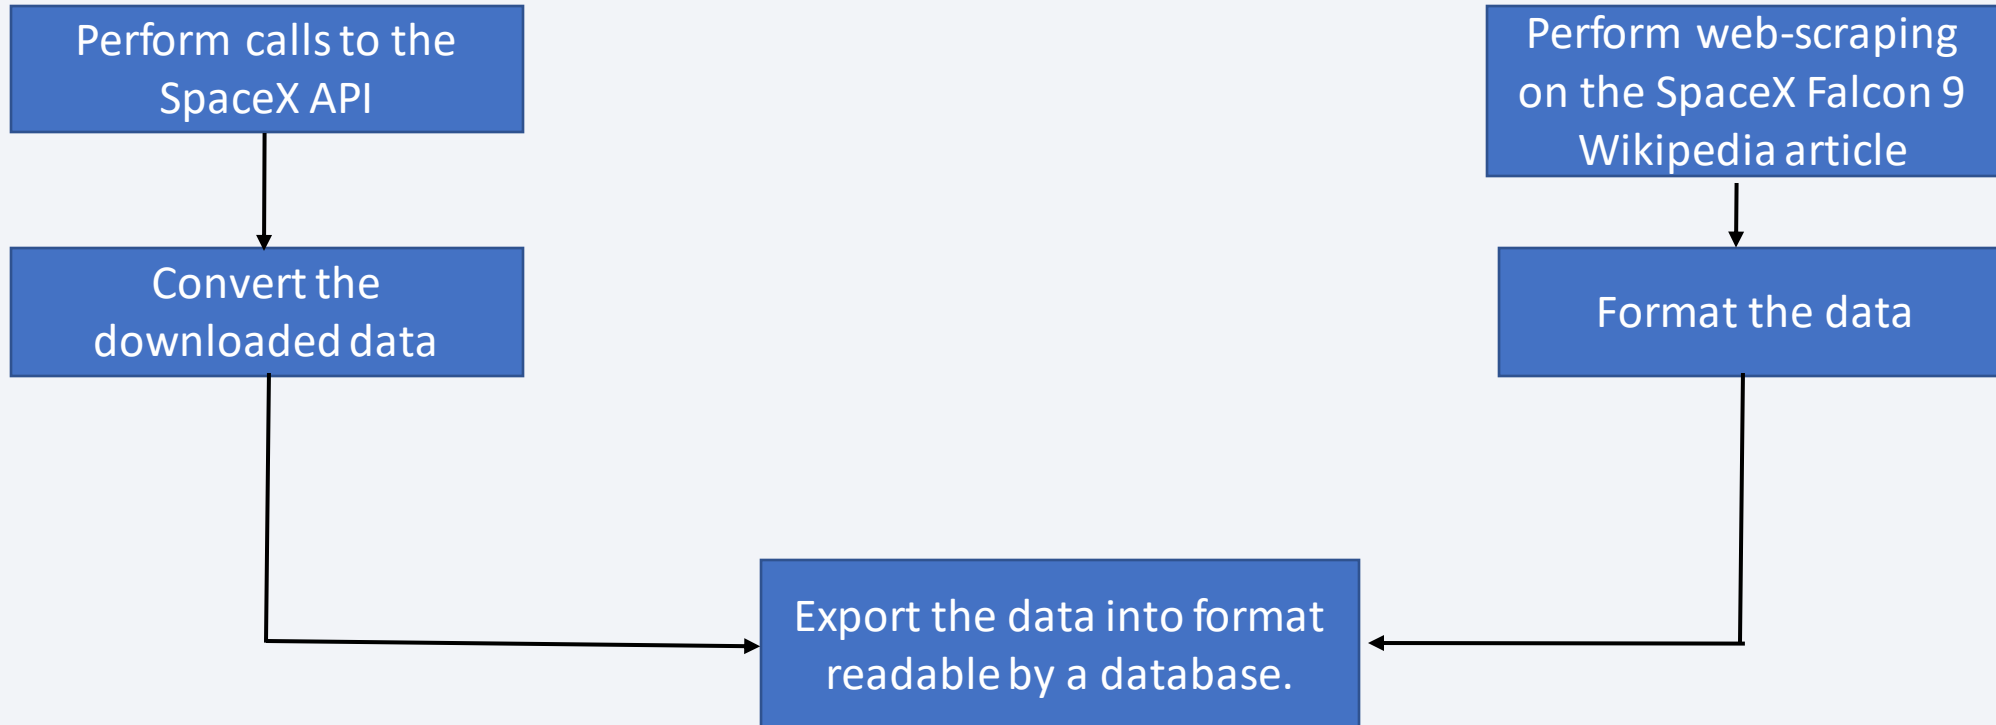 Perform calls to the
SpaceX API
Perform web-scraping
on the SpaceX Falcon 9
Wikipedia article
Convert the
downloaded data
Format the data
Export the data into format
readable by a database.